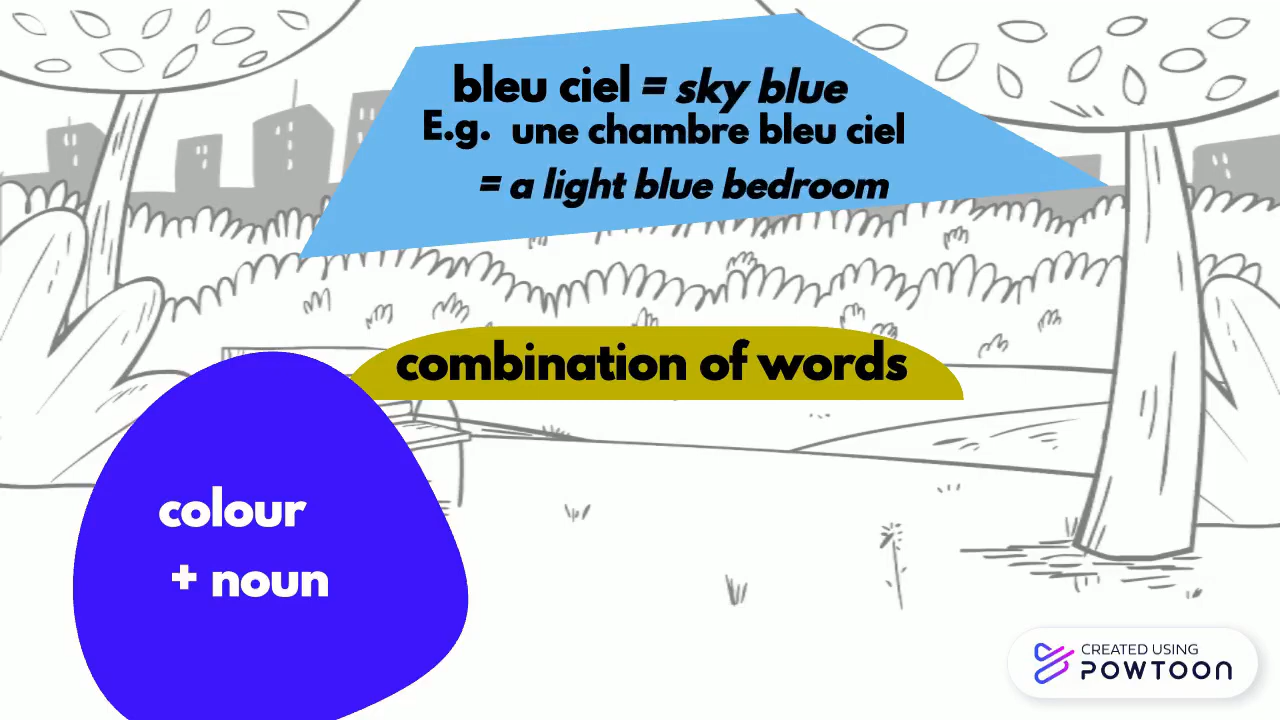 bleu ciel = sky blue
E.g. une chambre bleu ciel
= a light blue bedroom
combination of words
colour
+ noun
CREATED USING
POWTOON